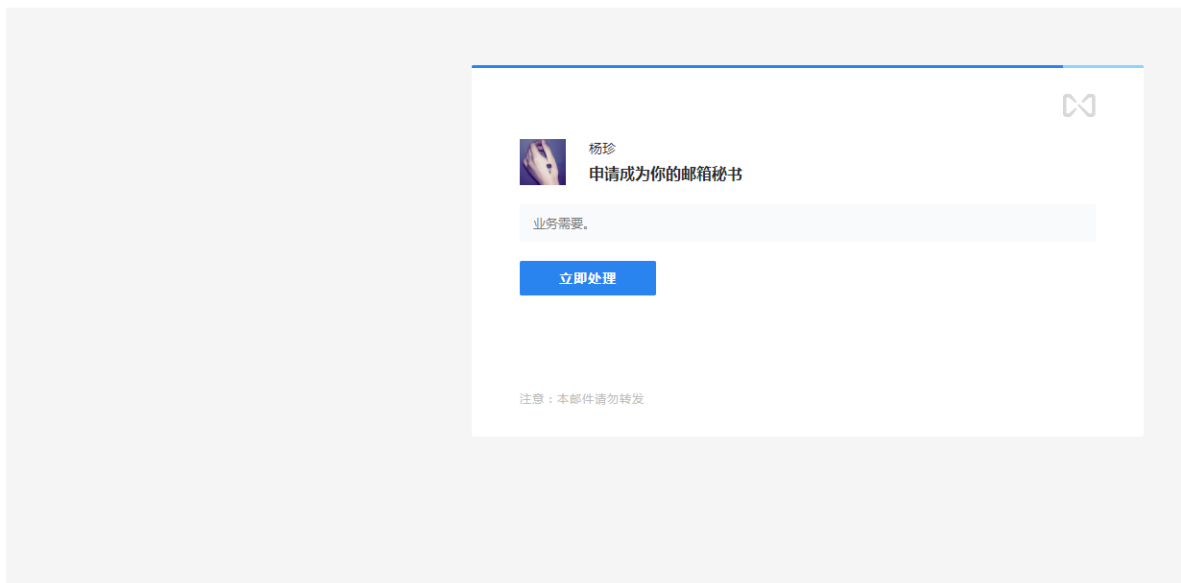 杨珍
申请成为你的邮箱秘书
业务需要。
立即处理
注意：本邮件请勿转发